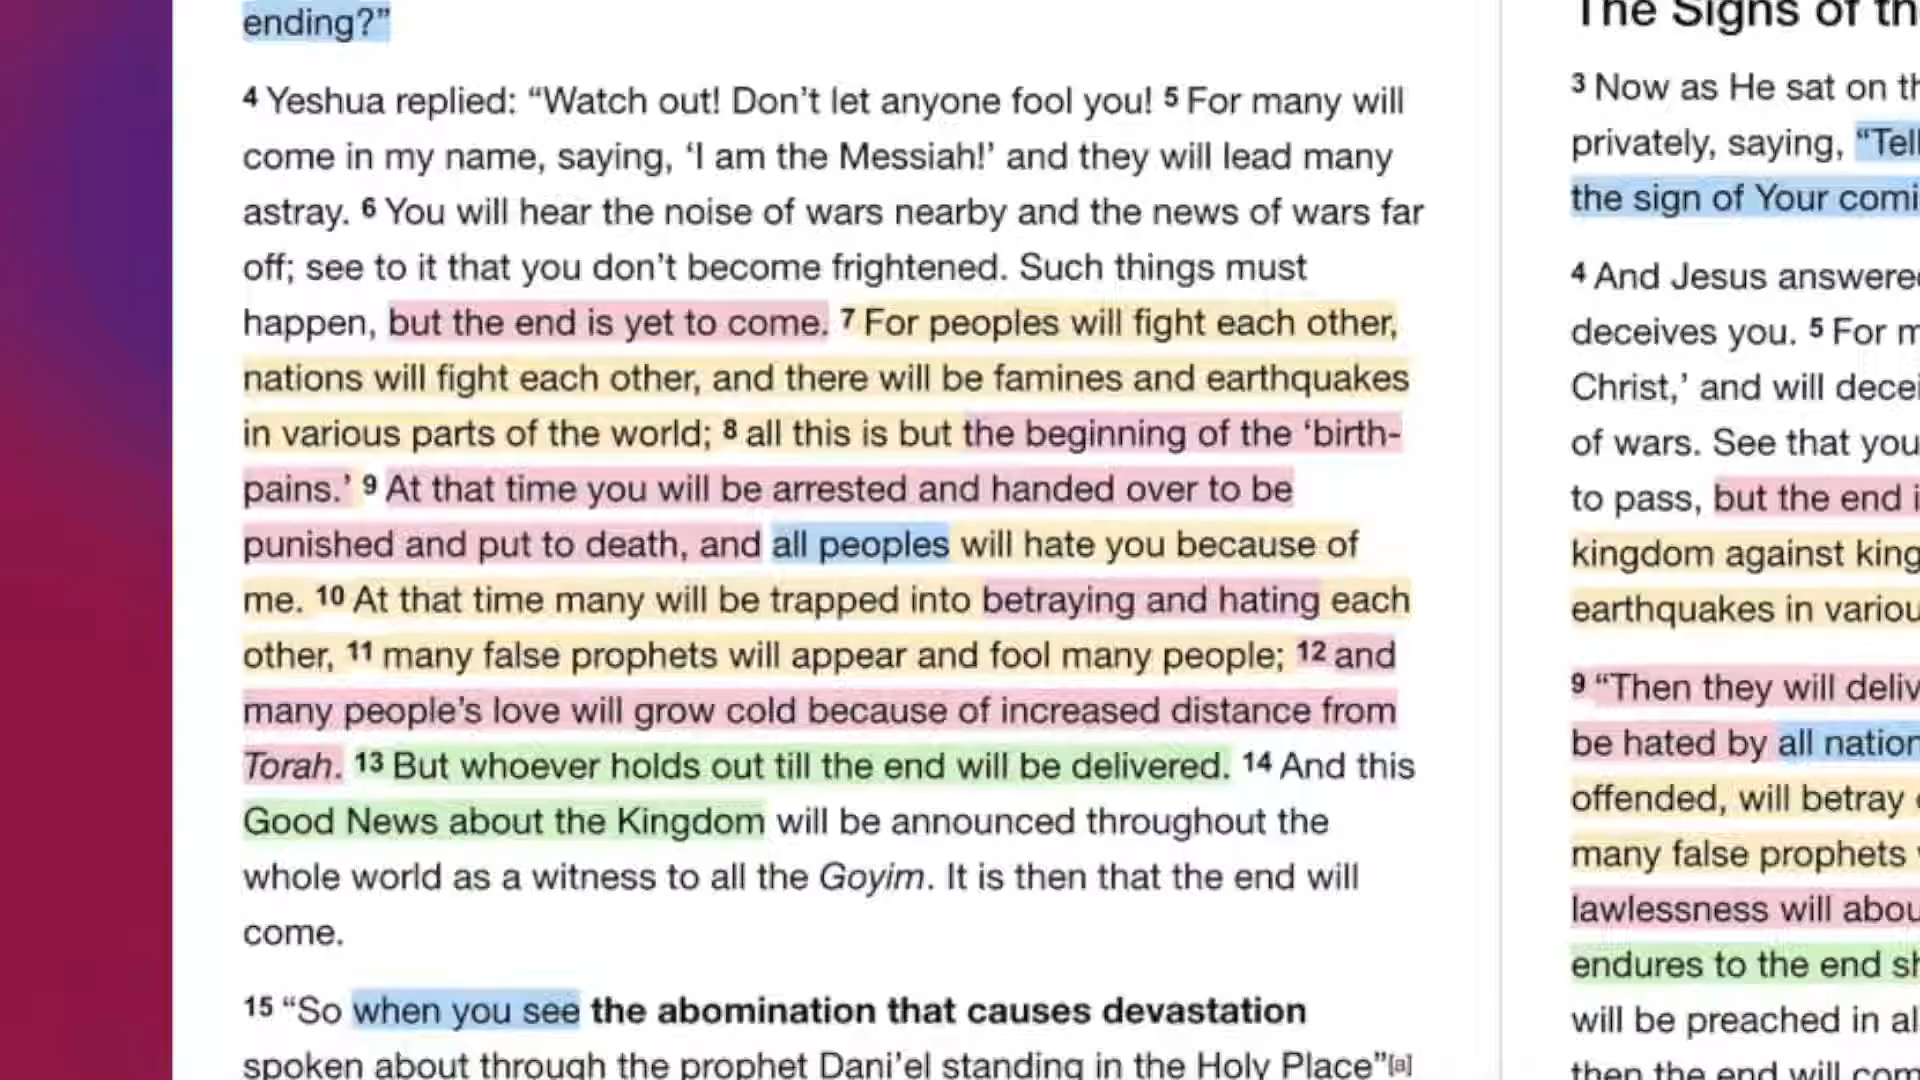 ending?”
4 Yeshua replied: “Watch out! Don’t let anyone fool you! 5 For many will
come in my name, saying, ‘I am the Messiah!’ and they will lead many
astray. 6 You will hear the noise of wars nearby and the news of wars far
off; see to it that you don’t become frightened. Such things must
happen, but the end is yet to come. 7 For peoples will fight each other,
nations will fight each other, and there will be famines and earthquakes
in various parts of the world; 8 all this is but the beginning of the ‘birth-
pains.’ 9 At that time you will be arrested and handed over to be
punished and put to death, and all peoples will hate you because of
me. 10 At that time many will be trapped into betraying and hating each
other, 11 many false prophets will appear and fool many people; 12 and
many people’s love will grow cold because of increased distance from
Torah. 13 But whoever holds out till the end will be delivered. 14 And this
Good News about the Kingdom will be announced throughout the
whole world as a witness to all the Goyim. It is then that the end will
come.
15 “So when you see the abomination that causes devastation
spoken about through the prophet Dani’el standing in the Holy Place”[a]
The Signs of th
3 Now as He sat on th
privately, saying, “Tell
the sign of Your comi
4 And Jesus answere
deceives you. 5 For m
Christ,’ and will decei
of wars. See that you
to pass, but the end i
kingdom against king
earthquakes in variou
9 “Then they will deliv
be hated by all nation
offended, will betray
many false prophets
lawlessness will abou
endures to the end sh
will be preached in al
then the end will com